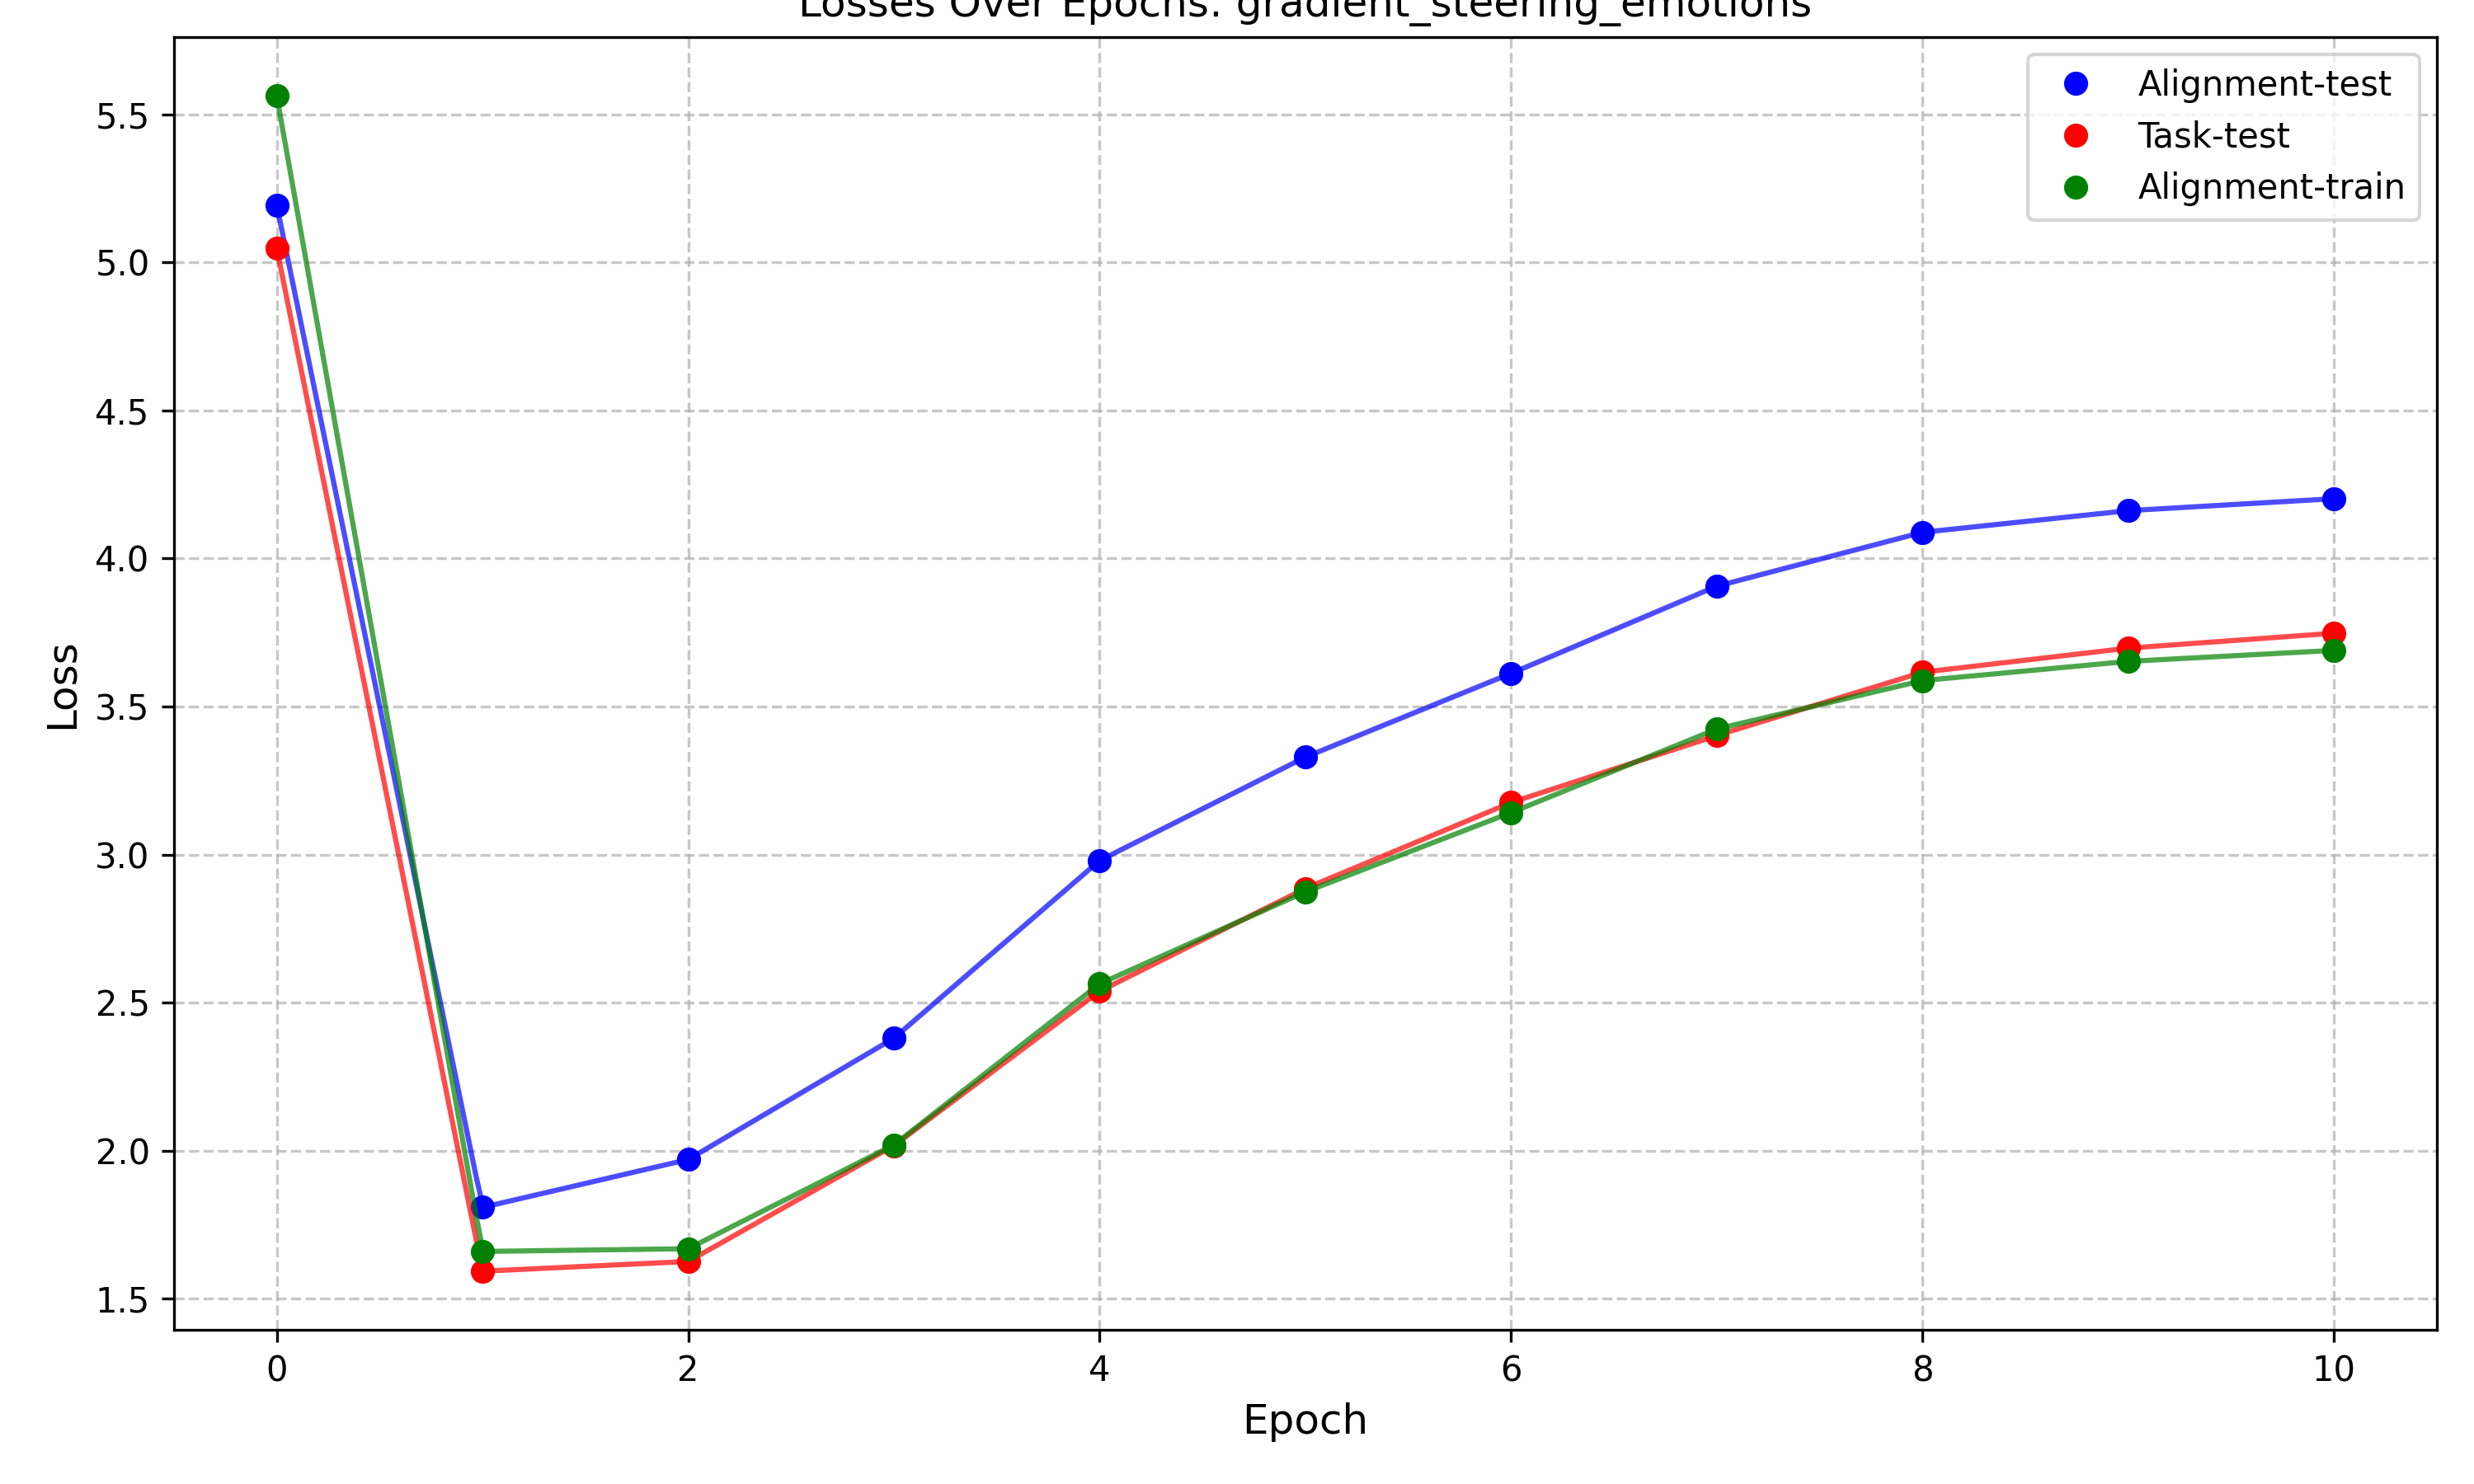 Losses Over Epochs: gradient_steering_emotions
Alignment-test
Task-test
Alignment-train
5.5
5.0
4.5
4.0
3.5
3.0
2.5
2.0
1.5
Loss
0 2 4 6 8 10
Epoch